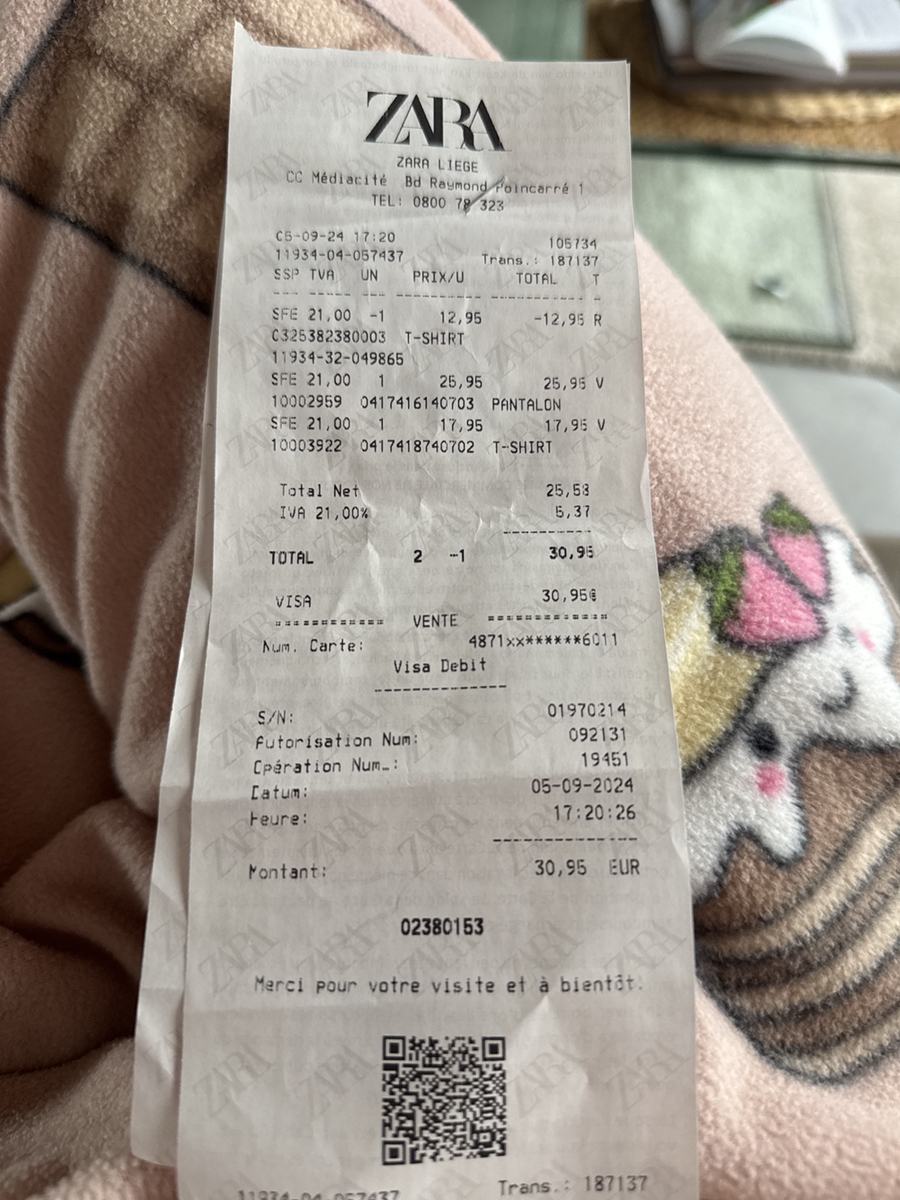 ZARA
ZARA LIEGE
CC Médiacité Bd Raymond Poincarré 1
TEL: 0800 78 323
C5-09-24 17:20 105734
11934-04-057437 Trans.: 187137
SSP TVA UN PRIX/U TOTAL T
SFE 21,00 -1 12,95 -12,95 R
C325382380003 T-SHIRT
11934-32-049865
SFE 21,00 1 25,95 25,95 V
10002959 0417416140703 PANTALON
SFE 21,00 1 17,95 17,95 V
10003922 0417418740702 T-SHIRT
Total Net 25,58
IVA 21,00% 5,37
TOTAL 2 -1 30,95
VISA 30,95€
============ VENTE =============
Num. Carte: 4871xx******6011
Visa Debit
S/N: 01970214
Autorisation Num: 092131
Opération Num.: 19451
Datum: 05-09-2024
Heure: 17:20:26
Montant: 30,95 EUR
02380153
Merci pour votre visite et à bientôt.
11934-04-057437 Trans.: 187137